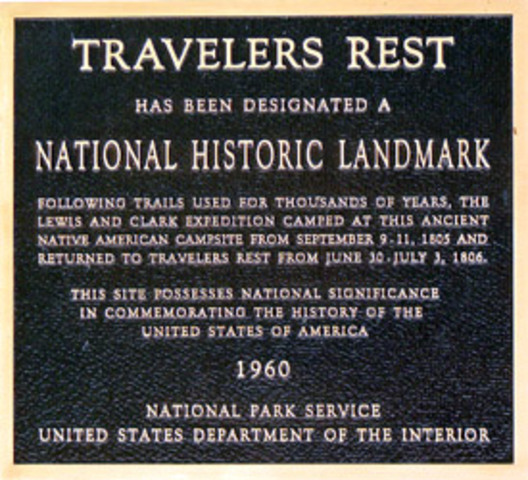 TRAVELERS REST
HAS BEEN DESIGNATED A
NATIONAL HISTORIC LANDMARK
FOLLOWING TRAILS USED FOR THOUSANDS OF YEARS, THE
LEWIS AND CLARK EXPEDITION CAMPED AT THIS ANCIENT
NATIVE AMERICAN CAMPSITE FROM SEPTEMBER 9-11, 1805 AND
RETURNED TO TRAVELERS REST FROM JUNE 30-JULY 3, 1806.
THIS SITE POSSESSES NATIONAL SIGNIFICANCE
IN COMMEMORATING THE HISTORY OF THE
UNITED STATES OF AMERICA
1960
NATIONAL PARK SERVICE
UNITED STATES DEPARTMENT OF THE INTERIOR